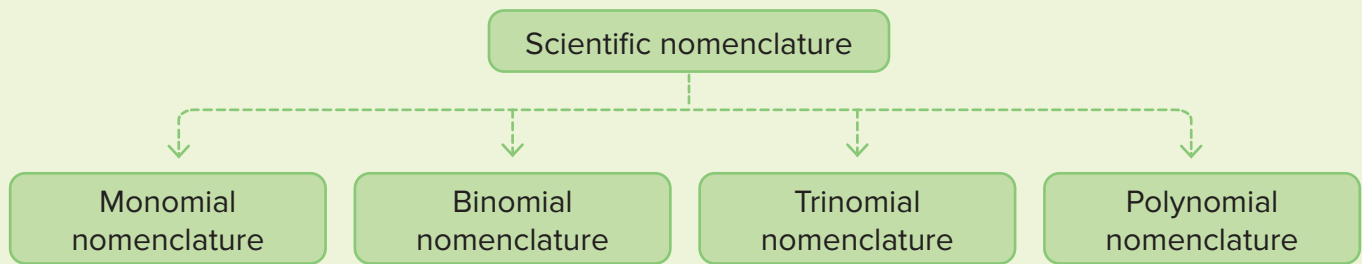 Scientific nomenclature
Monomial
nomenclature
Binomial
nomenclature
Trinomial
nomenclature
Polynomial
nomenclature